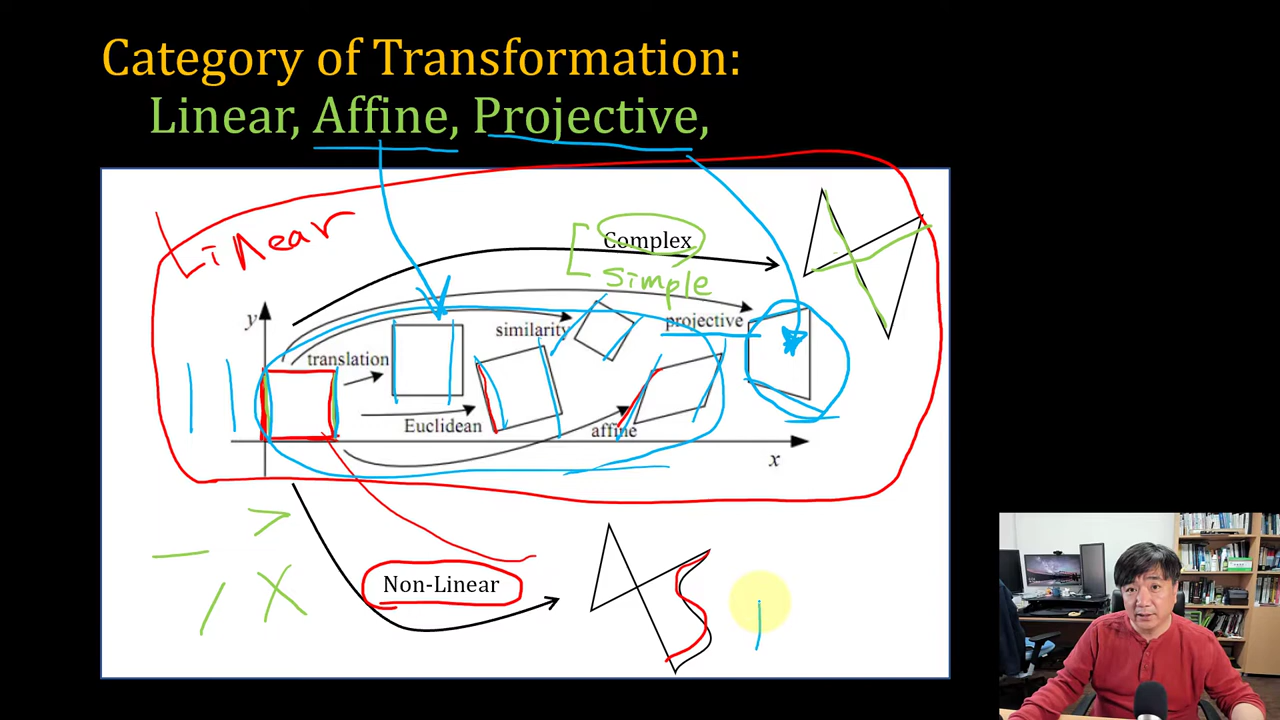 Category of Transformation:
Linear, Affine, Projective,
Linear
Complex
simple
y
similarity
projective
translation
Euclidean
affine
x
Non-Linear